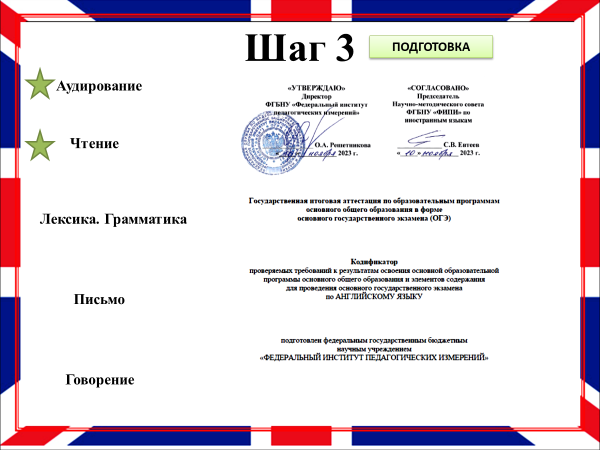 Шаг 3
ПОДГОТОВКА
Аудирование
Чтение
Лексика. Грамматика
Письмо
Говорение
«УТВЕРЖДАЮ»
Директор
ФГБНУ «Федеральный институт
педагогических измерений»
О.А. Решетникова
ноября 2023 г.
«СОГЛАСОВАНО»
Председатель
Научно-методического совета
ФГБНУ «ФИПИ» по
иностранным языкам
С.В. Евтеев
« 10 » ноября 2023 г.
Государственная итоговая аттестация по образовательным программам
основного общего образования в форме
основного государственного экзамена (ОГЭ)
Кодификатор
проверяемых требований к результатам освоения основной образовательной
программы основного общего образования и элементов содержания
для проведения основного государственного экзамена
по АНГЛИЙСКОМУ ЯЗЫКУ
подготовлен федеральным государственным бюджетным
научным учреждением
«ФЕДЕРАЛЬНЫЙ ИНСТИТУТ ПЕДАГОГИЧЕСКИХ ИЗМЕРЕНИЙ»